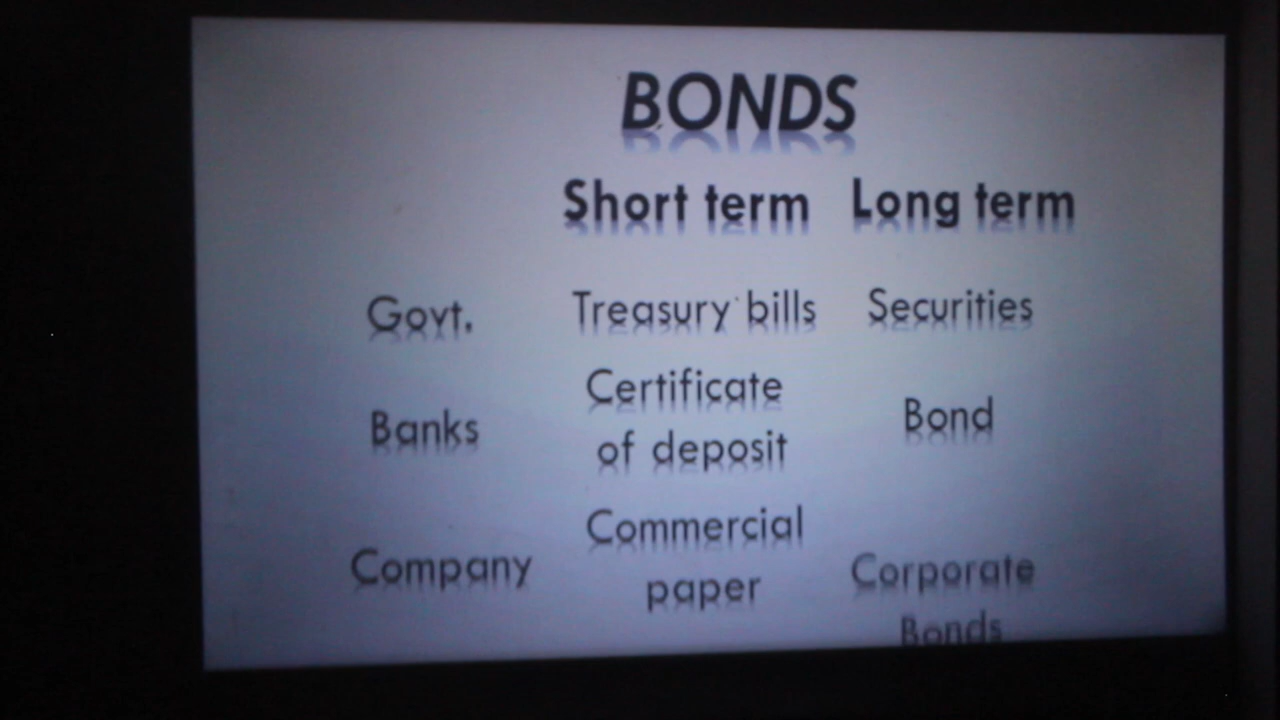 BONDS
Short term Long term
Govt. Treasury bills Securities
Banks Certificate of deposit Bond
Company Commercial paper Corporate Bonds